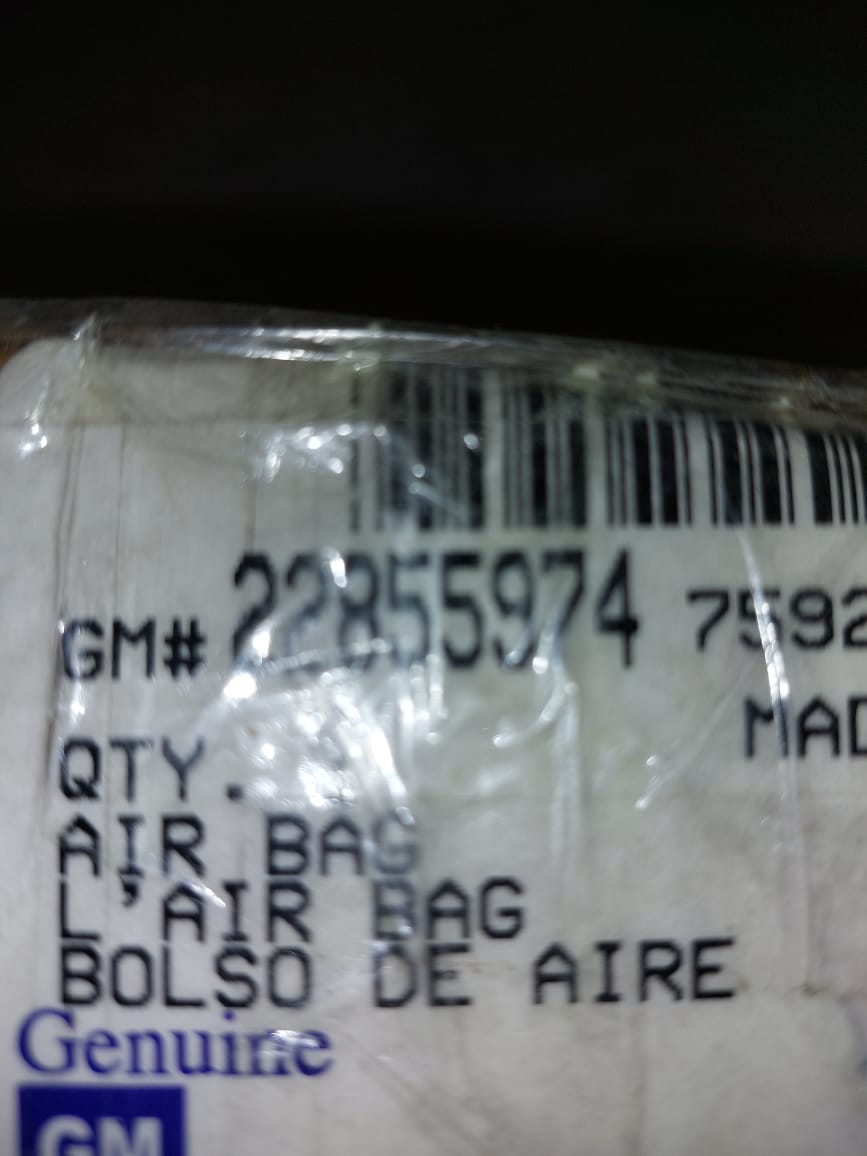 GM# 22855974 7592
MAD
QTY.
AIR BAG
L'AIR BAG
BOLSO DE AIRE
Genuine
GM